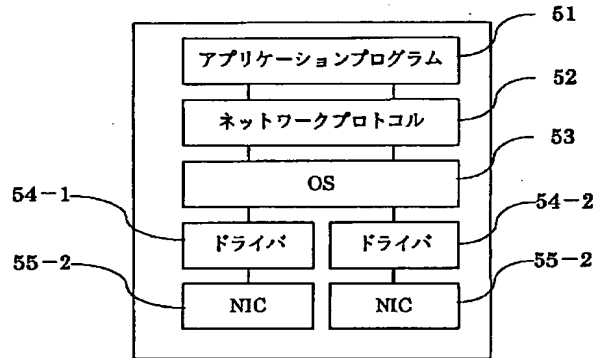 51
アプリケーションプログラム
52
ネットワークプロトコル
53
OS
54-1
ドライバ
ドライバ
54-2
55-2
NIC
NIC
55-2